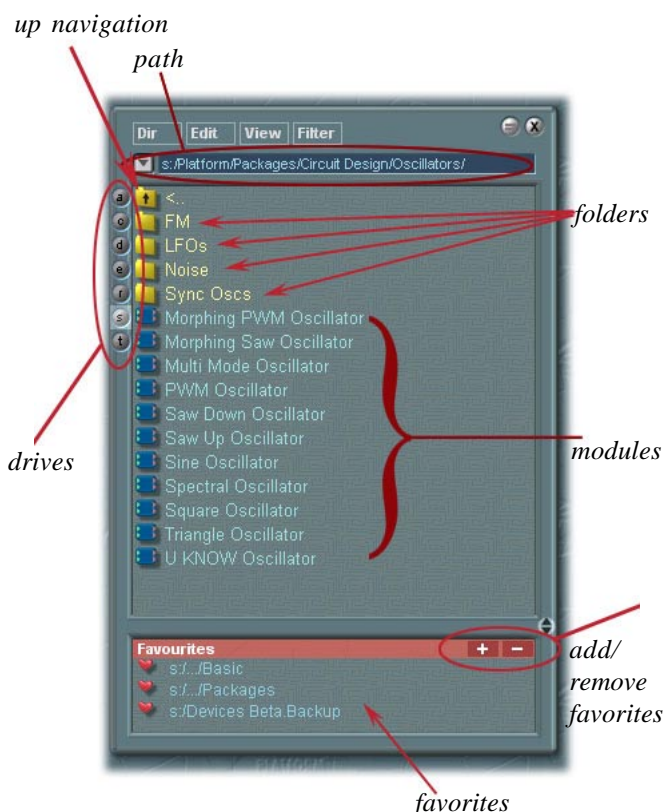 up navigation
path
Dir Edit View Filter
s:/Platform/Packages/Circuit Design/Oscillators/
a <..
c FM
folders
d LFOs
e Noise
r Sync Oscs
s Morphing PWM Oscillator
t Morphing Saw Oscillator
Multi Mode Oscillator
PWM Oscillator
Saw Down Oscillator
Saw Up Oscillator
drives
modules
Sine Oscillator
Spectral Oscillator
Square Oscillator
Triangle Oscillator
U KNOW Oscillator
Favourites + −
add/
remove
favorites
s:/../Basic
s:/../Packages
s:/Devices Beta.Backup
favorites